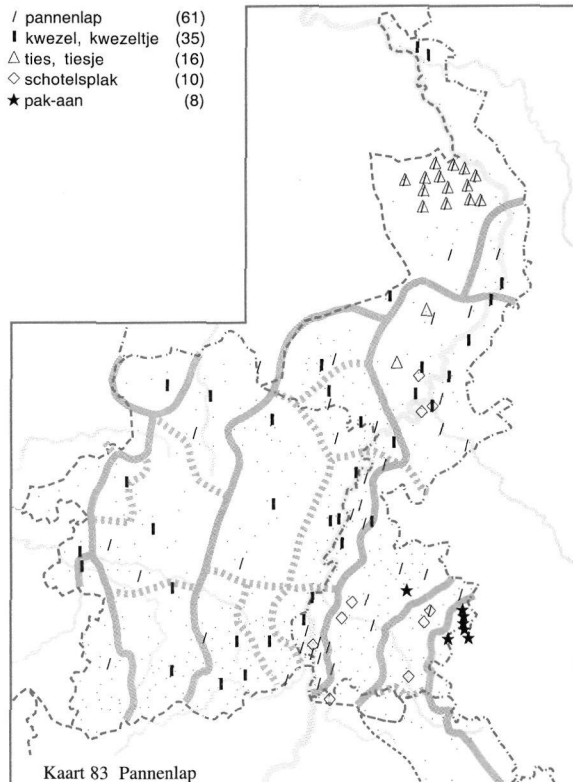 pannenlap (61)
kwezel, kwezeltje (35)
ties, tiesje (16)
schotelsplak (10)
pak-aan (8)
Kaart 83 Pannenlap